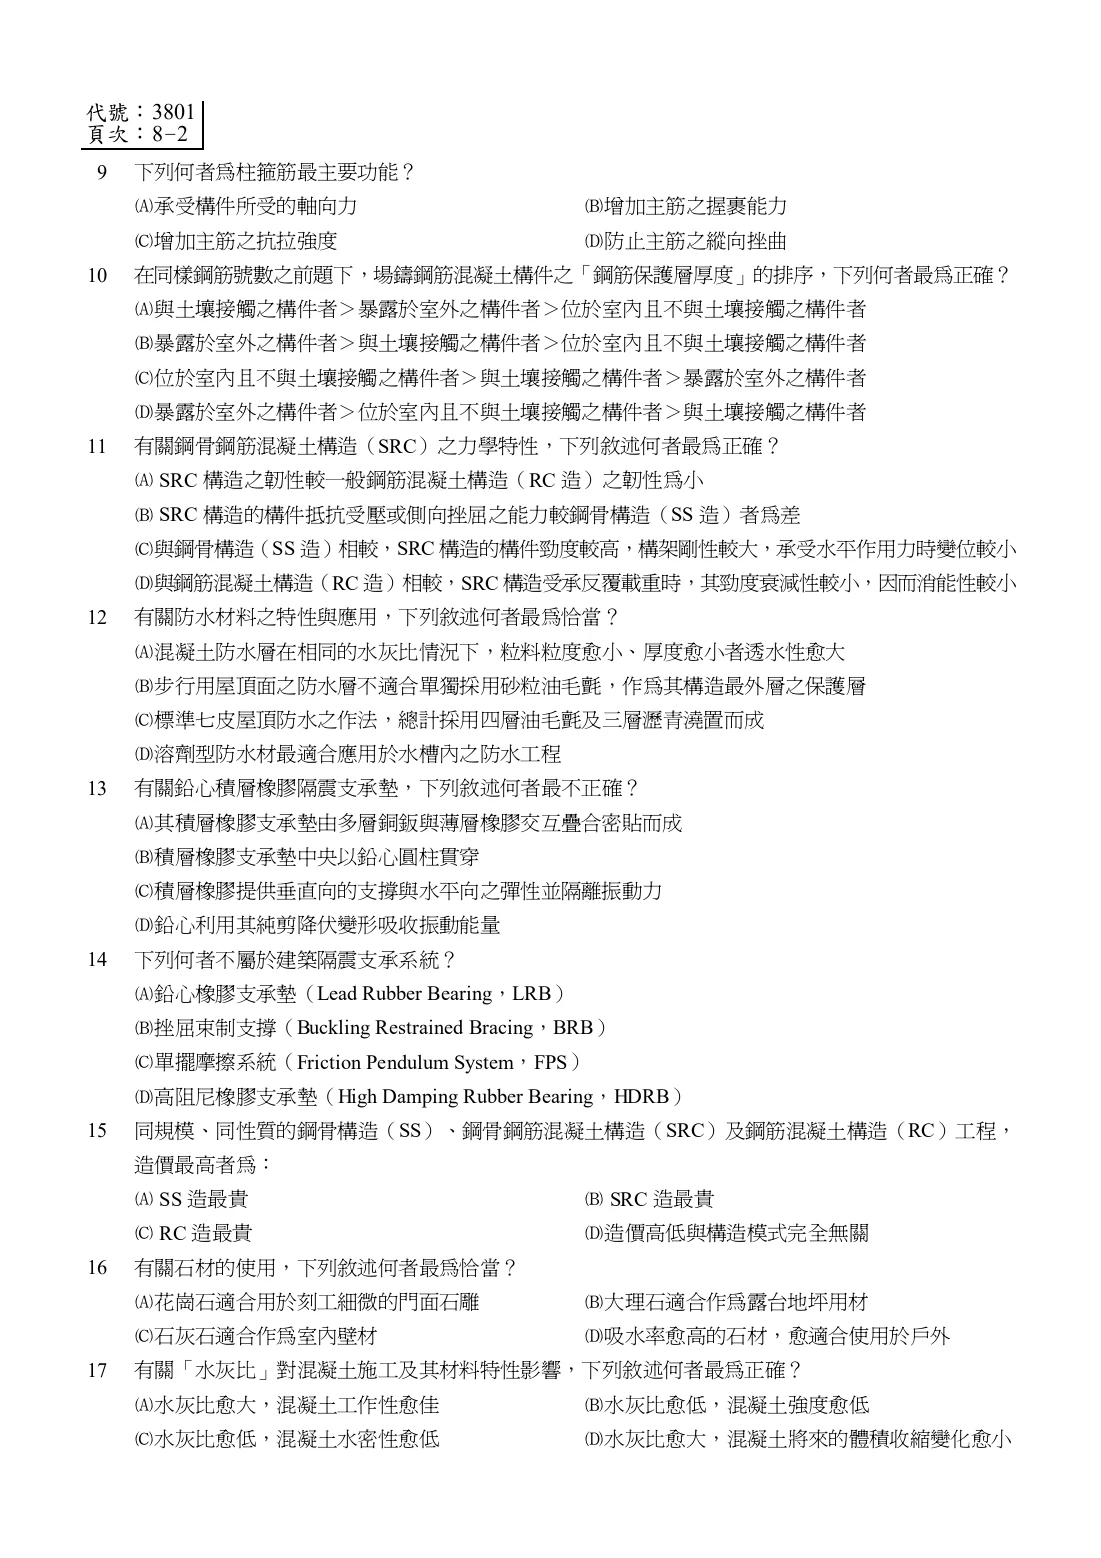 代號：3801
頁次：8－2
9 下列何者為柱箍筋最主要功能？
(A)承受構件所受的軸向力 (B)增加主筋之握裹能力
(C)增加主筋之抗拉強度 (D)防止主筋之縱向挫曲
10 在同樣鋼筋號數之前題下，場鑄鋼筋混凝土構件之「鋼筋保護層厚度」的排序，下列何者最為正確？
(A)與土壤接觸之構件者＞暴露於室外之構件者＞位於室內且不與土壤接觸之構件者
(B)暴露於室外之構件者＞與土壤接觸之構件者＞位於室內且不與土壤接觸之構件者
(C)位於室內且不與土壤接觸之構件者＞與土壤接觸之構件者＞暴露於室外之構件者
(D)暴露於室外之構件者＞位於室內且不與土壤接觸之構件者＞與土壤接觸之構件者
11 有關鋼骨鋼筋混凝土構造（SRC）之力學特性，下列敘述何者最為正確？
(A) SRC 構造之韌性較一般鋼筋混凝土構造（RC 造）之韌性為小
(B) SRC 構造的構件抵抗受壓或側向挫屈之能力較鋼骨構造（SS 造）者為差
(C)與鋼骨構造（SS 造）相較，SRC 構造的構件勁度較高，構架剛性較大，承受水平作用力時變位較小
(D)與鋼筋混凝土構造（RC 造）相較，SRC 構造受承反覆載重時，其勁度衰減性較小，因而消能性較小
12 有關防水材料之特性與應用，下列敘述何者最為恰當？
(A)混凝土防水層在相同的水灰比情況下，粒料粒度愈小、厚度愈小者透水性愈大
(B)步行用屋頂面之防水層不適合單獨採用砂粒油毛氈，作為其構造最外層之保護層
(C)標準七皮屋頂防水之作法，總計採用四層油毛氈及三層瀝青澆置而成
(D)溶劑型防水材最適合應用於水槽內之防水工程
13 有關鉛心積層橡膠隔震支承墊，下列敘述何者最不正確？
(A)其積層橡膠支承墊由多層銅鈑與薄層橡膠交互疊合密貼而成
(B)積層橡膠支承墊中央以鉛心圓柱貫穿
(C)積層橡膠提供垂直向的支撐與水平向之彈性並隔離振動力
(D)鉛心利用其純剪降伏變形吸收振動能量
14 下列何者不屬於建築隔震支承系統？
(A)鉛心橡膠支承墊（Lead Rubber Bearing，LRB）
(B)挫屈束制支撐（Buckling Restrained Bracing，BRB）
(C)單擺摩擦系統（Friction Pendulum System，FPS）
(D)高阻尼橡膠支承墊（High Damping Rubber Bearing，HDRB）
15 同規模、同性質的鋼骨構造（SS）、鋼骨鋼筋混凝土構造（SRC）及鋼筋混凝土構造（RC）工程，
造價最高者為：
(A) SS 造最貴 (B) SRC 造最貴
(C) RC 造最貴 (D)造價高低與構造模式完全無關
16 有關石材的使用，下列敘述何者最為恰當？
(A)花崗石適合用於刻工細微的門面石雕 (B)大理石適合作為露台地坪用材
(C)石灰石適合作為室內壁材 (D)吸水率愈高的石材，愈適合使用於戶外
17 有關「水灰比」對混凝土施工及其材料特性影響，下列敘述何者最為正確？
(A)水灰比愈大，混凝土工作性愈佳 (B)水灰比愈低，混凝土強度愈低
(C)水灰比愈低，混凝土水密性愈低 (D)水灰比愈大，混凝土將來的體積收縮變化愈小